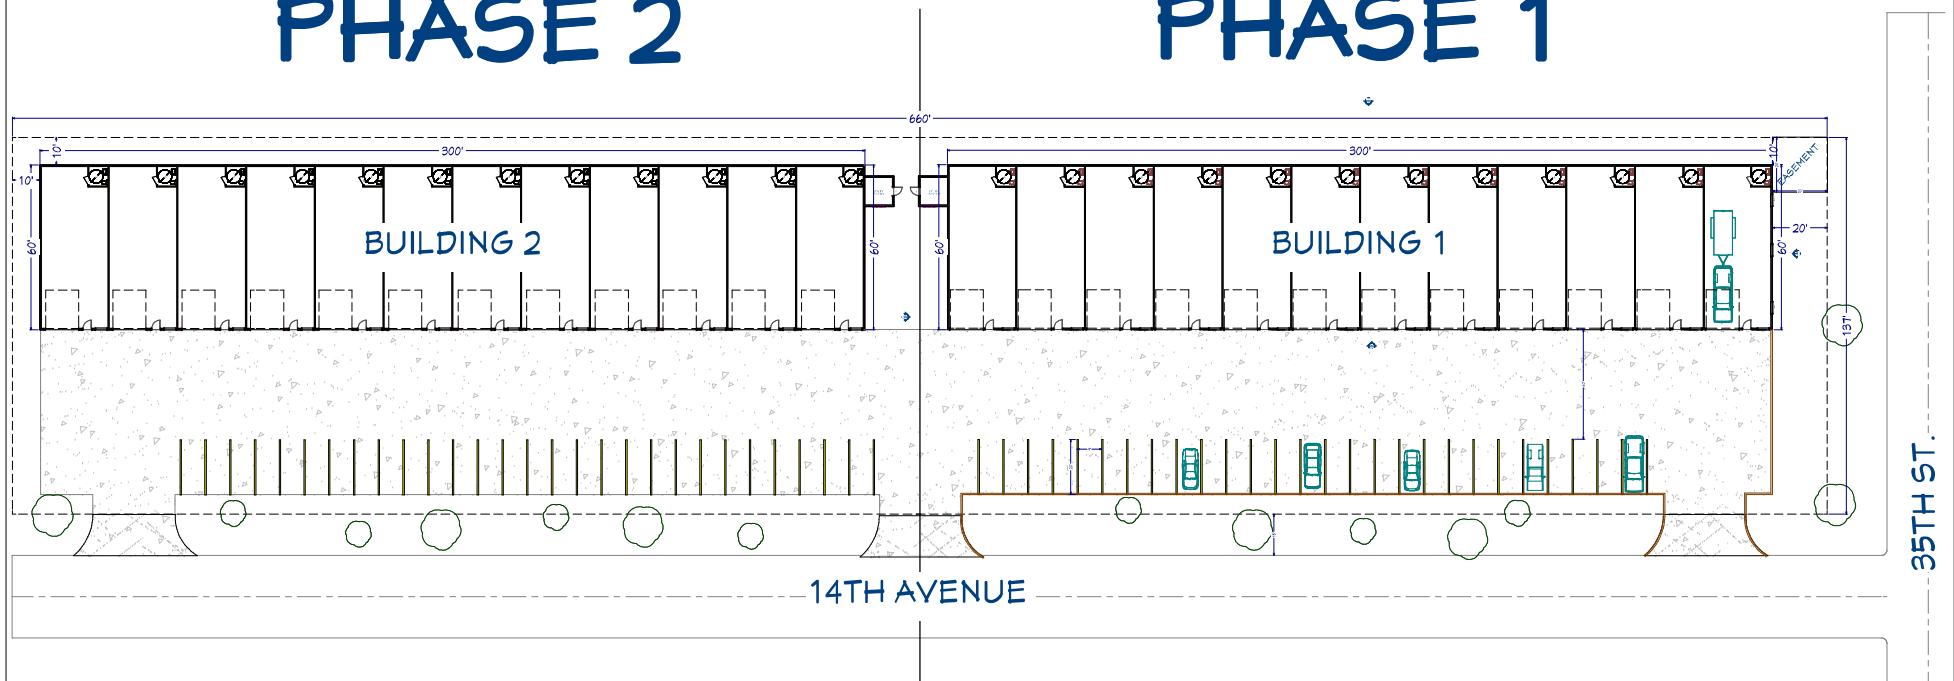 PHASE 2
PHASE 1
660'
10'
300'
300'
10'
EASEMENT
10'
60'
BUILDING 2
60'
60'
BUILDING 1
60'
20'
137'
35TH ST.
14TH AVENUE